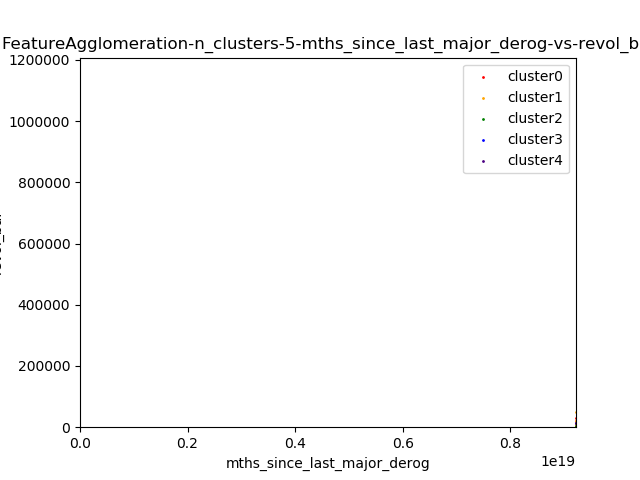 FeatureAgglomeration-n_clusters-5-mths_since_last_major_derog-vs-revol_b
1200000
1000000
800000
600000
400000
200000
0
cluster0
cluster1
cluster2
cluster3
cluster4
0.0
0.2
0.4
0.6
0.8
1e19
mths_since_last_major_derog